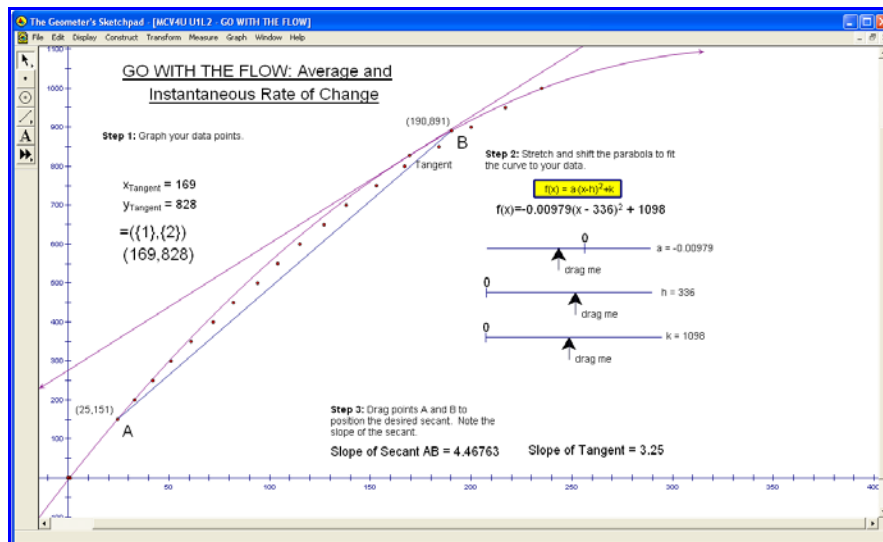 The Geometer's Sketchpad - [MCV4U U1L2 - GO WITH THE FLOW]
File Edit Display Construct Transform Measure Graph Window Help
1100
1000
900
800
700
600
500
400
300
200
100
GO WITH THE FLOW: Average and
Instantaneous Rate of Change
Step 1: Graph your data points.
xTangent = 169
yTangent = 828
=({1},{2})
(169,828)
(190,891)
B
Tangent
Step 2: Stretch and shift the parabola to fit
the curve to your data.
f(x) = a·(x-h)²+k
f(x)=-0.00979(x - 336)² + 1098
0
a = -0.00979
drag me
0
h = 336
drag me
0
k = 1098
drag me
(25,151)
A
Step 3: Drag points A and B to
position the desired secant. Note the
slope of the secant.
Slope of Secant AB = 4.46763
Slope of Tangent = 3.25
50 100 150 200 250 300 350 400